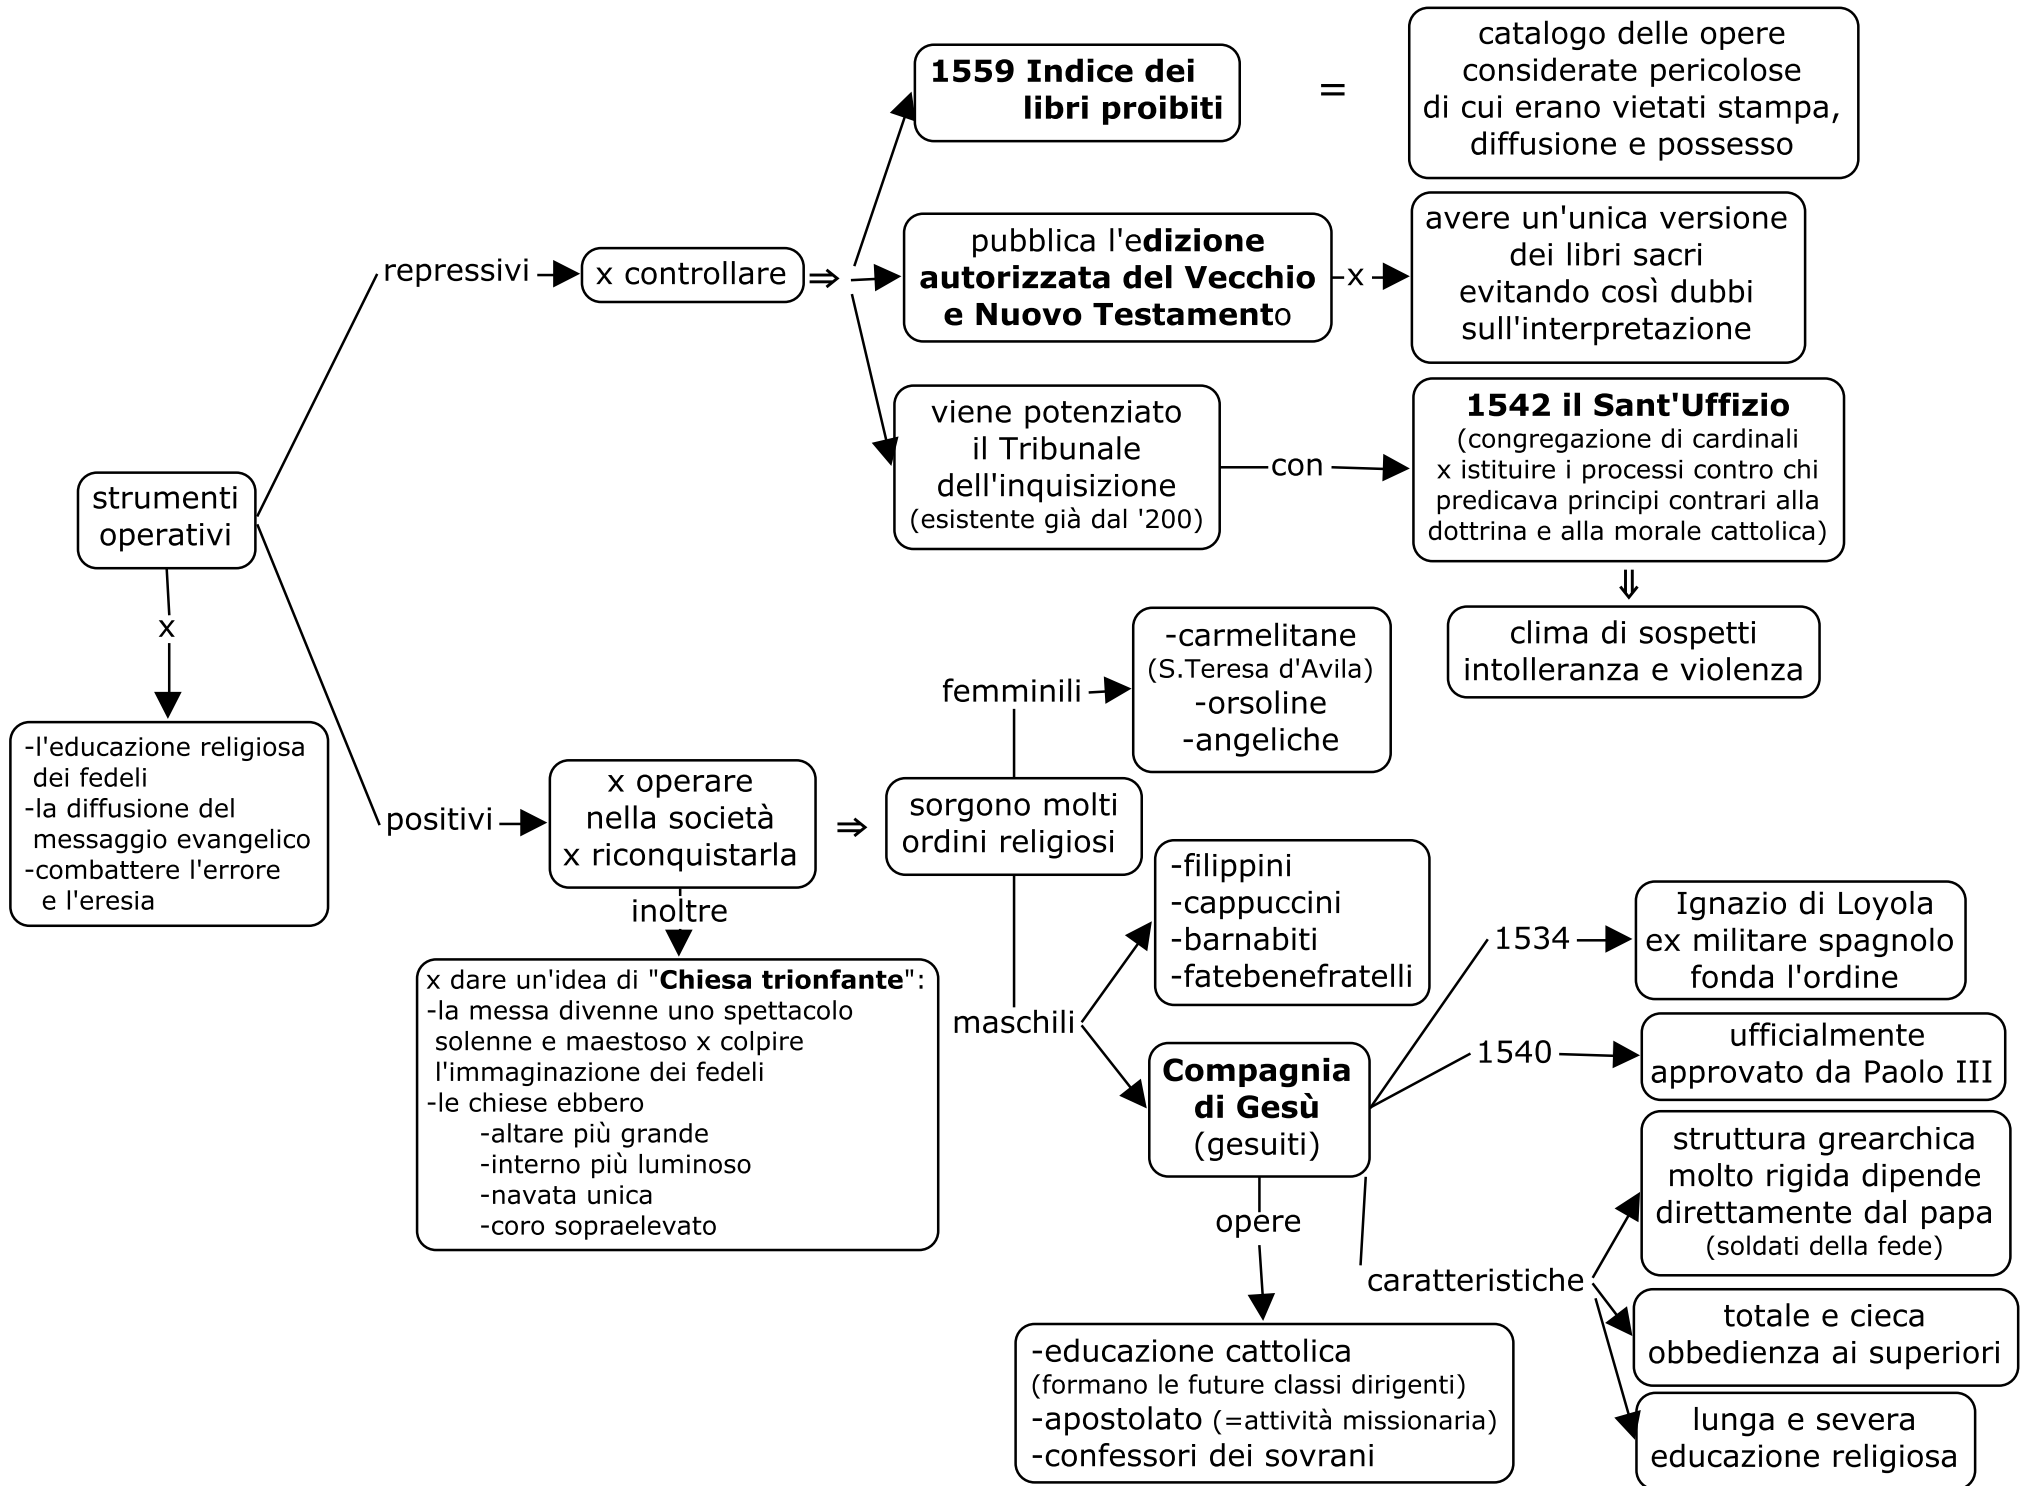 strumenti
operativi
x
-l'educazione religiosa
dei fedeli
-la diffusione del
messaggio evangelico
-combattere l'errore
e l'eresia
repressivi
x controllare
⇒
1559 Indice dei
libri proibiti
=
catalogo delle opere
considerate pericolose
di cui erano vietati stampa,
diffusione e possesso
pubblica l'edizione
autorizzata del Vecchio
e Nuovo Testamento
x
avere un'unica versione
dei libri sacri
evitando così dubbi
sull'interpretazione
viene potenziato
il Tribunale
dell'inquisizione
(esistente già dal '200)
con
1542 il Sant'Uffizio
(congregazione di cardinali
x istituire i processi contro chi
predicava principi contrari alla
dottrina e alla morale cattolica)
⇓
clima di sospetti
intolleranza e violenza
positivi
x operare
nella società
x riconquistarla
⇒
inoltre
x dare un'idea di "Chiesa trionfante":
-la messa divenne uno spettacolo
solenne e maestoso x colpire
l'immaginazione dei fedeli
-le chiese ebbero
-altare più grande
-interno più luminoso
-navata unica
-coro sopraelevato
sorgono molti
ordini religiosi
femminili
-carmelitane
(S.Teresa d'Avila)
-orsoline
-angeliche
maschili
-filippini
-cappuccini
-barnabiti
-fatebenefratelli
Compagnia
di Gesù
(gesuiti)
1534
Ignazio di Loyola
ex militare spagnolo
fonda l'ordine
1540
ufficialmente
approvato da Paolo III
caratteristiche
struttura grearchica
molto rigida dipende
direttamente dal papa
(soldati della fede)
totale e cieca
obbedienza ai superiori
lunga e severa
educazione religiosa
opere
-educazione cattolica
(formano le future classi dirigenti)
-apostolato (=attività missionaria)
-confessori dei sovrani